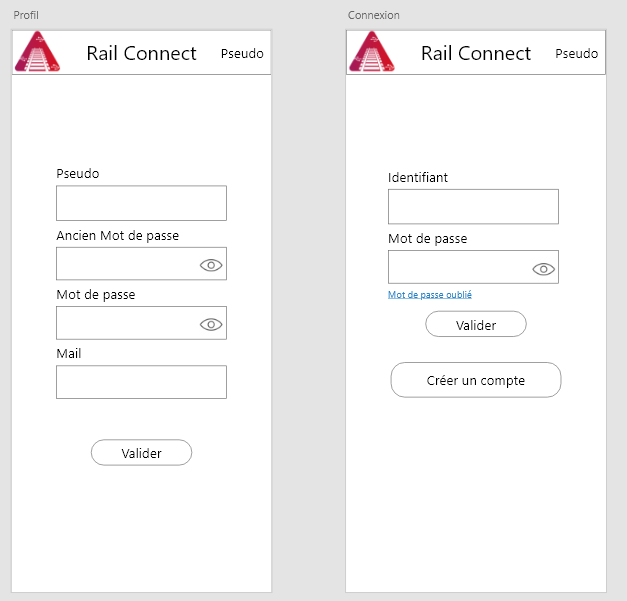 Profil
Rail Connect Pseudo
Pseudo
Ancien Mot de passe
Mot de passe
Mail
Valider
Connexion
Rail Connect Pseudo
Identifiant
Mot de passe
Mot de passe oublié
Valider
Créer un compte